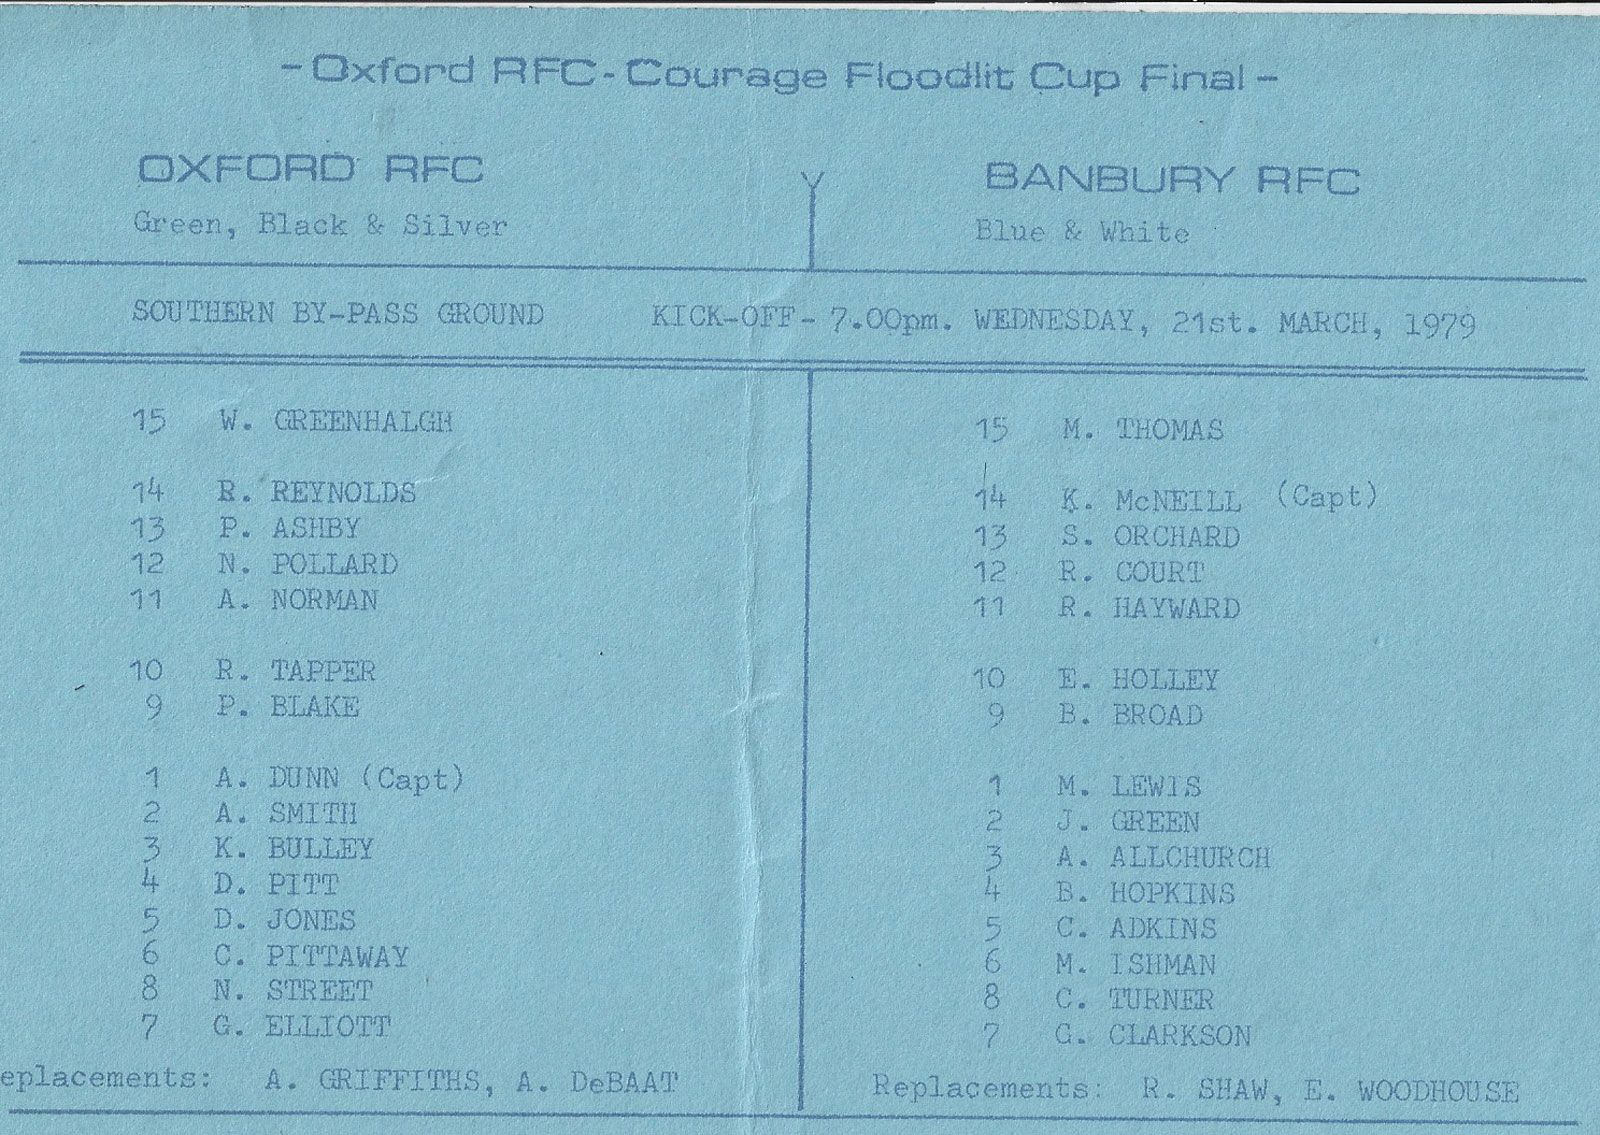 -Oxford RFC-Courage Floodlit Cup Final-
OXFORD RFC
Green, Black & Silver
V
BANBURY RFC
Blue & White
SOUTHERN BY-PASS GROUND KICK-OFF- 7.00pm. WEDNESDAY, 21st. MARCH, 1979
15 W. GREENHALGH
14 R. REYNOLDS
13 P. ASHBY
12 N. POLLARD
11 A. NORMAN
10 R. TAPPER
9 P. BLAKE
1 A. DUNN (Capt)
2 A. SMITH
3 K. BULLEY
4 D. PITT
5 D. JONES
6 C. PITTAWAY
8 N. STREET
7 G. ELLIOTT
eplacements: A. GRIFFITHS, A. DeBAAT
15 M. THOMAS
14 K. McNEILL (Capt)
13 S. ORCHARD
12 R. COURT
11 R. HAYWARD
10 E. HOLLEY
9 B. BROAD
1 M. LEWIS
2 J. GREEN
3 A. ALLCHURCH
4 B. HOPKINS
5 C. ADKINS
6 M. ISHMAN
8 C. TURNER
7 G. CLARKSON
Replacements: R. SHAW, E. WOODHOUSE